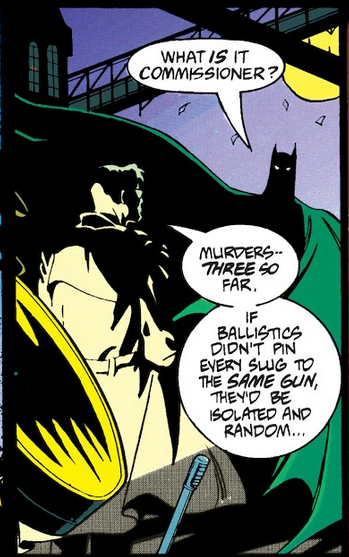 WHAT IS IT
COMMISSIONER?
MURDERS--
THREE SO
FAR.
IF
BALLISTICS
DIDN'T PIN
EVERY SLUG TO
THE SAME GUN,
THEY'D BE
ISOLATED AND
RANDOM...